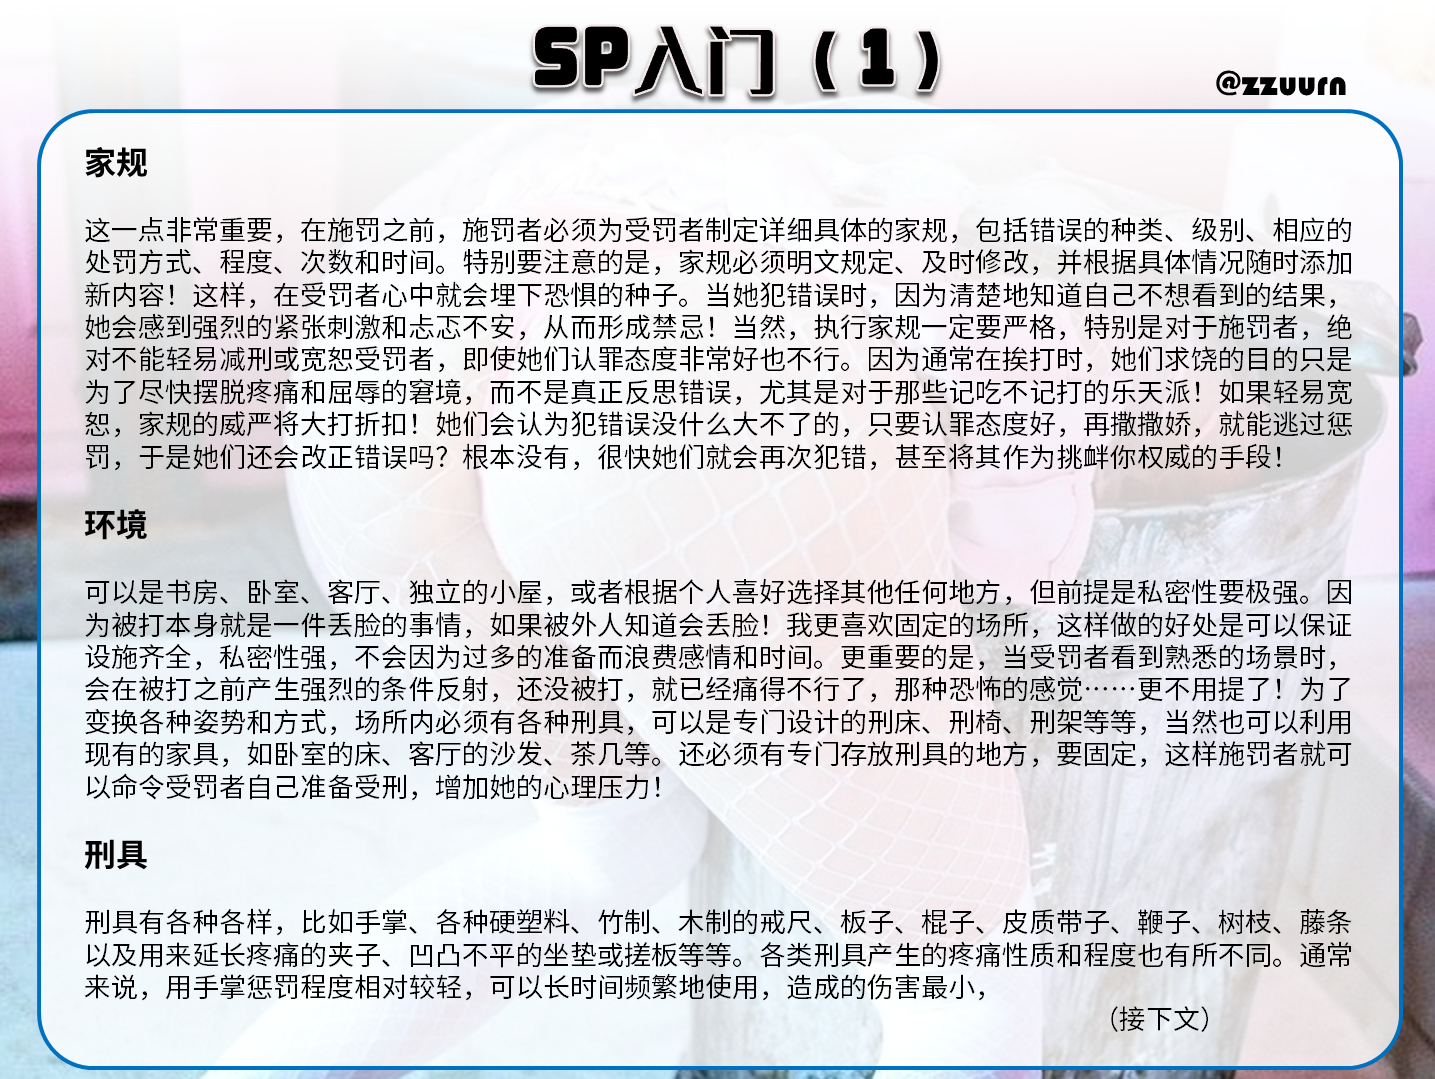 SP入门（1）
@zzuurn
家规
这一点非常重要，在施罚之前，施罚者必须为受罚者制定详细具体的家规，包括错误的种类、级别、相应的
处罚方式、程度、次数和时间。特别要注意的是，家规必须明文规定、及时修改，并根据具体情况随时添加
新内容！这样，在受罚者心中就会埋下恐惧的种子。当她犯错误时，因为清楚地知道自己不想看到的结果，
她会感到强烈的紧张刺激和忐忑不安，从而形成禁忌！当然，执行家规一定要严格，特别是对于施罚者，绝
对不能轻易减刑或宽恕受罚者，即使她们认罪态度非常好也不行。因为通常在挨打时，她们求饶的目的只是
为了尽快摆脱疼痛和屈辱的窘境，而不是真正反思错误，尤其是对于那些记吃不记打的乐天派！如果轻易宽
恕，家规的威严将大打折扣！她们会认为犯错误没什么大不了的，只要认罪态度好，再撒撒娇，就能逃过惩
罚，于是她们还会改正错误吗？根本没有，很快她们就会再次犯错，甚至将其作为挑衅你权威的手段！
环境
可以是书房、卧室、客厅、独立的小屋，或者根据个人喜好选择其他任何地方，但前提是私密性要极强。因
为被打本身就是一件丢脸的事情，如果被外人知道会丢脸！我更喜欢固定的场所，这样做的好处是可以保证
设施齐全，私密性强，不会因为过多的准备而浪费感情和时间。更重要的是，当受罚者看到熟悉的场景时，
会在被打之前产生强烈的条件反射，还没被打，就已经痛得不行了，那种恐怖的感觉……更不用提了！为了
变换各种姿势和方式，场所内必须有各种刑具，可以是专门设计的刑床、刑椅、刑架等等，当然也可以利用
现有的家具，如卧室的床、客厅的沙发、茶几等。还必须有专门存放刑具的地方，要固定，这样施罚者就可
以命令受罚者自己准备受刑，增加她的心理压力！
刑具
刑具有各种各样，比如手掌、各种硬塑料、竹制、木制的戒尺、板子、棍子、皮质带子、鞭子、树枝、藤条
以及用来延长疼痛的夹子、凹凸不平的坐垫或搓板等等。各类刑具产生的疼痛性质和程度也有所不同。通常
来说，用手掌惩罚程度相对较轻，可以长时间频繁地使用，造成的伤害最小，
（接下文）